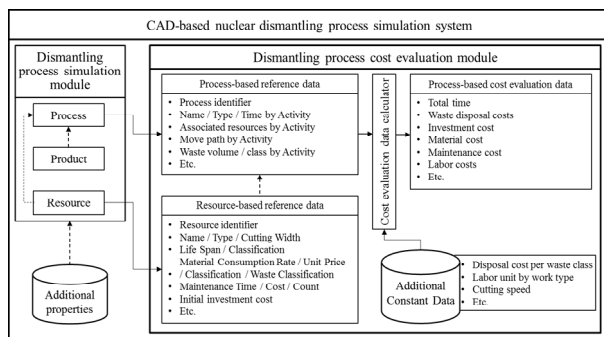 CAD-based nuclear dismantling process simulation system
Dismantling
process simulation
module
Process
Product
Resource
Additional
properties
Dismantling process cost evaluation module
Process-based reference data
• Process identifier
• Name / Type / Time by Activity
• Associated resources by Activity
• Move path by Activity
• Waste volume / class by Activity
• Etc.
Resource-based reference data
• Resource identifier
• Name / Type / Cutting Width
• Life Span / Classification
Material Consumption Rate / Unit Price
• / Classification / Waste Classification
• Maintenance Time / Cost / Count
• Initial investment cost
• Etc.
Cost evaluation data calculator
Process-based cost evaluation data
• Total time
• Waste disposal costs
• Investment cost
• Material cost
• Maintenance cost
• Labor costs
• Etc.
Additional
Constant Data
• Disposal cost per waste class
• Labor unit by work type
• Cutting speed
• Etc.